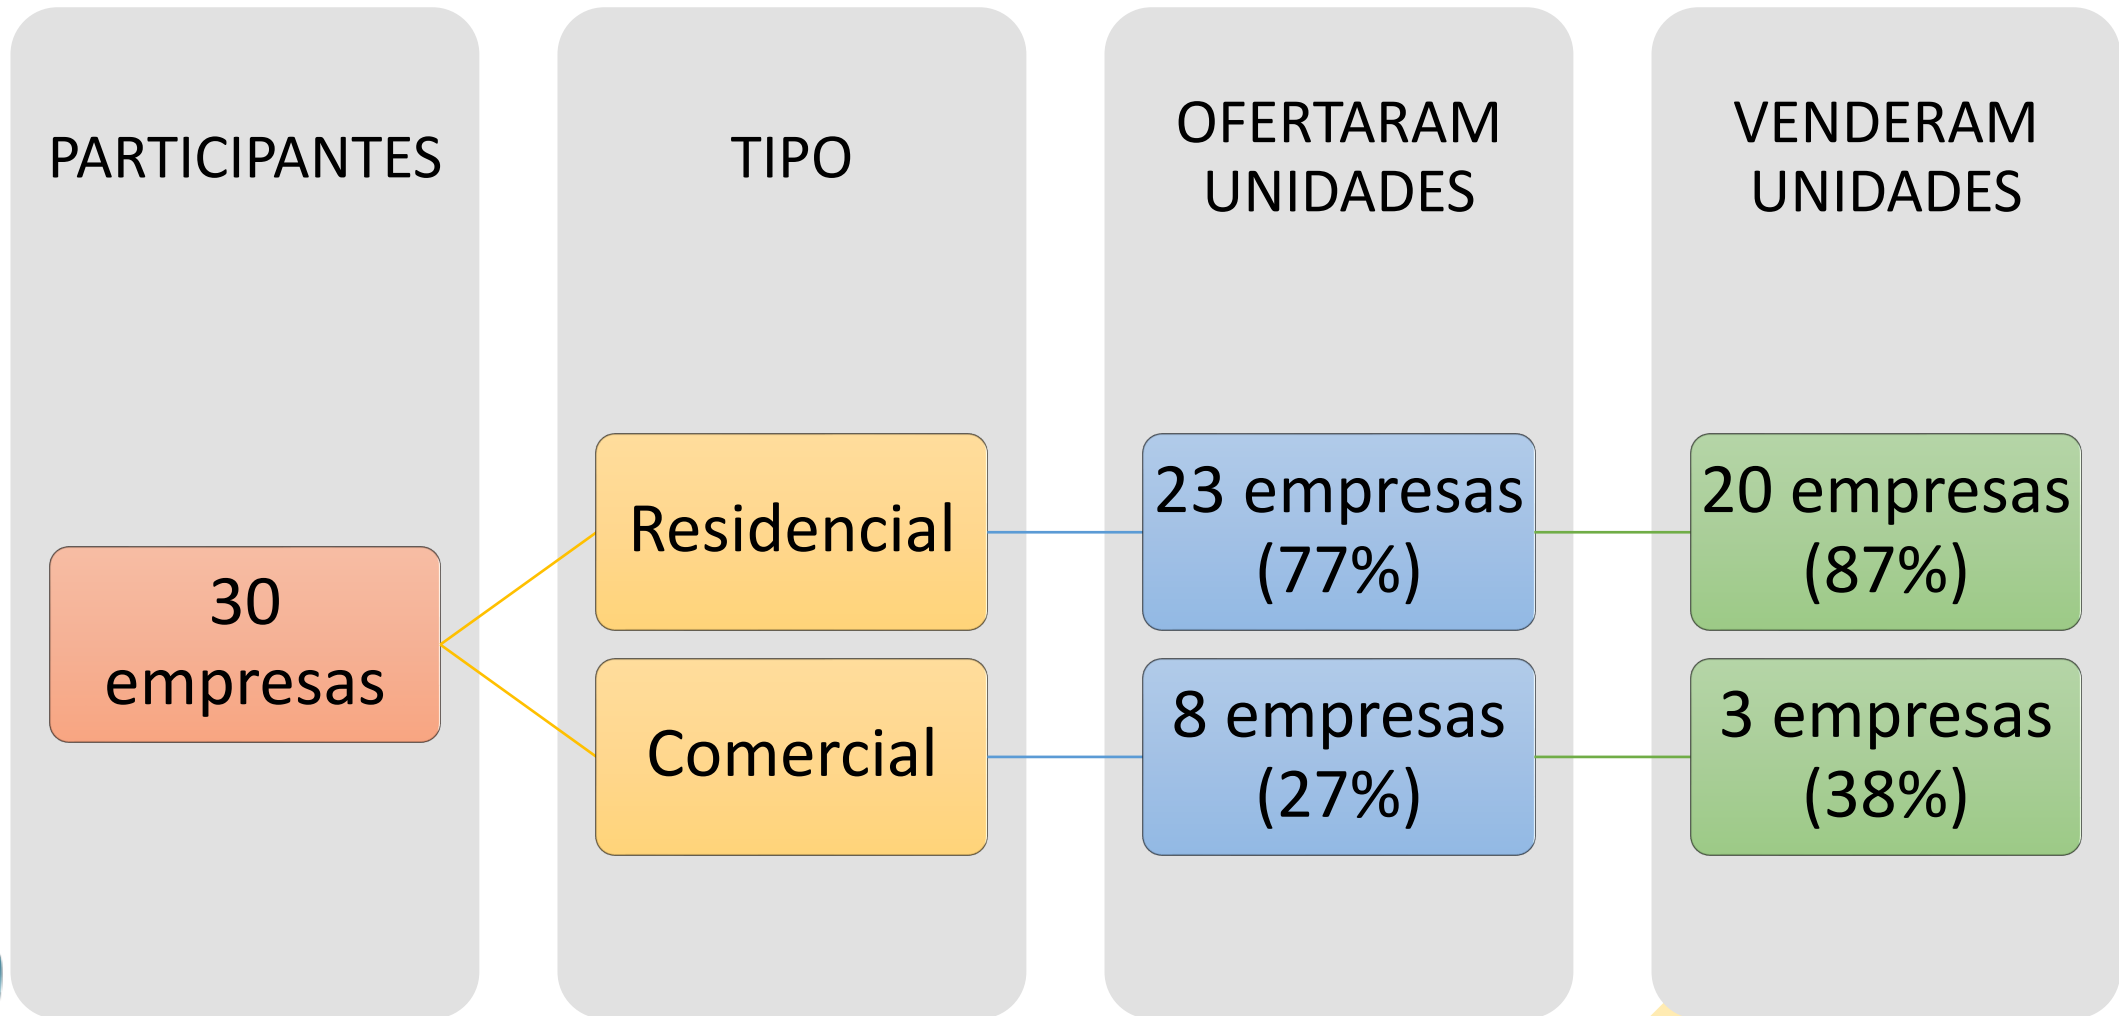 PARTICIPANTES
TIPO
OFERTARAM
UNIDADES
VENDERAM
UNIDADES
30
empresas
Residencial
23 empresas
(77%)
20 empresas
(87%)
Comercial
8 empresas
(27%)
3 empresas
(38%)